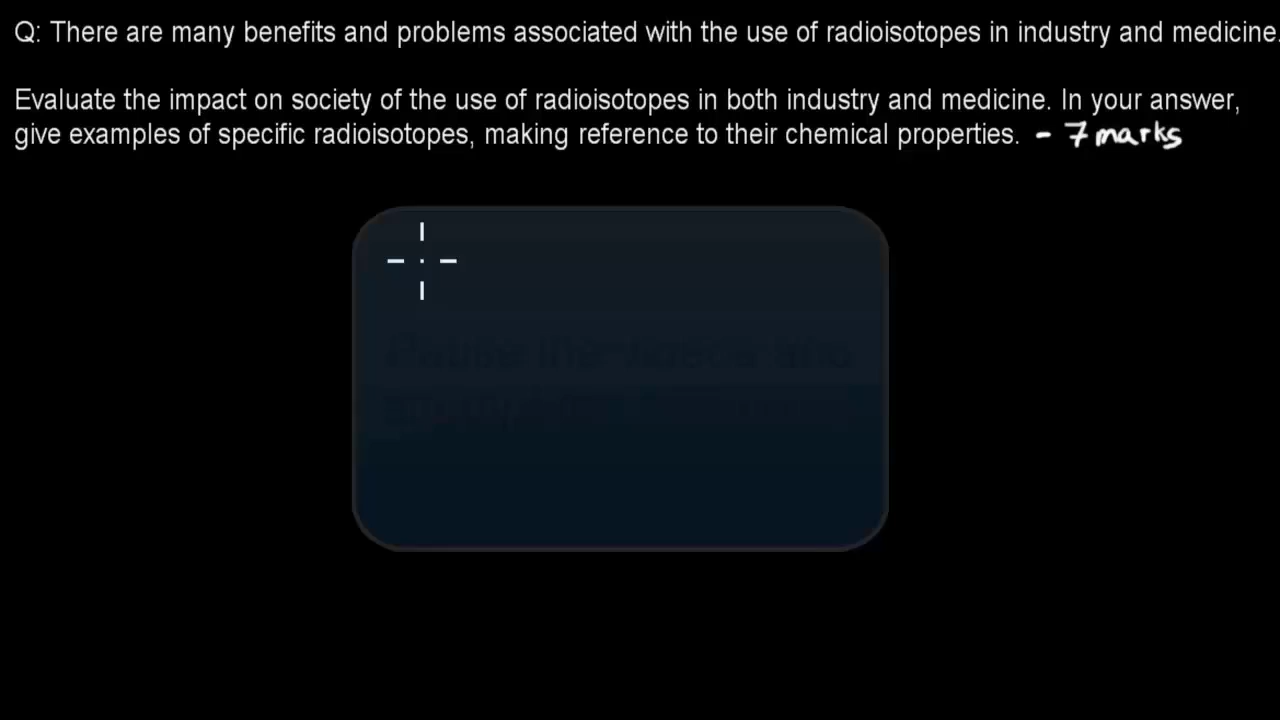 Q: There are many benefits and problems associated with the use of radioisotopes in industry and medicine.
Evaluate the impact on society of the use of radioisotopes in both industry and medicine. In your answer,
give examples of specific radioisotopes, making reference to their chemical properties. - 7 marks